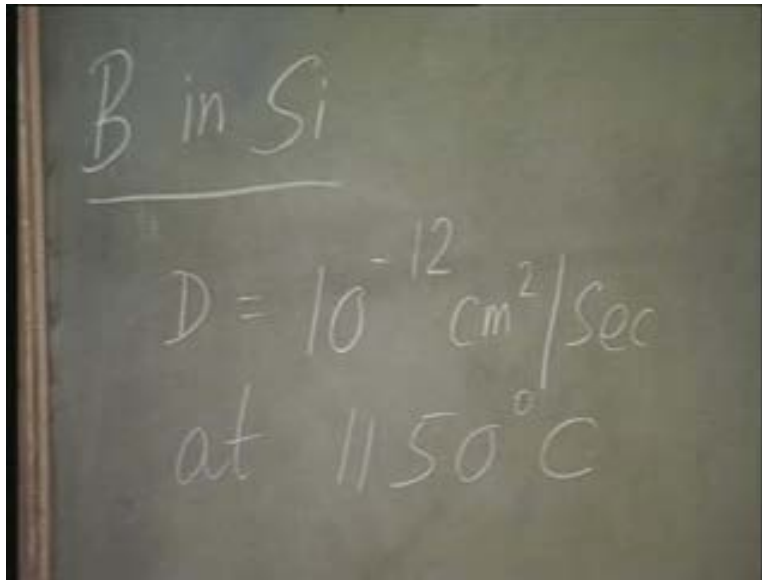 B in Si
D = 10⁻¹² cm²/Sec
at 1150°C